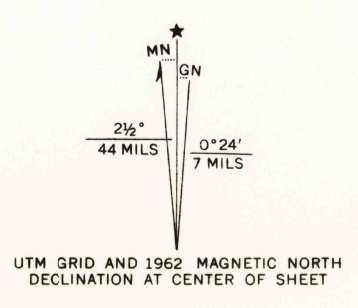 MN
GN
2½°
44 MILS
0°24′
7 MILS
UTM GRID AND 1962 MAGNETIC NORTH
DECLINATION AT CENTER OF SHEET